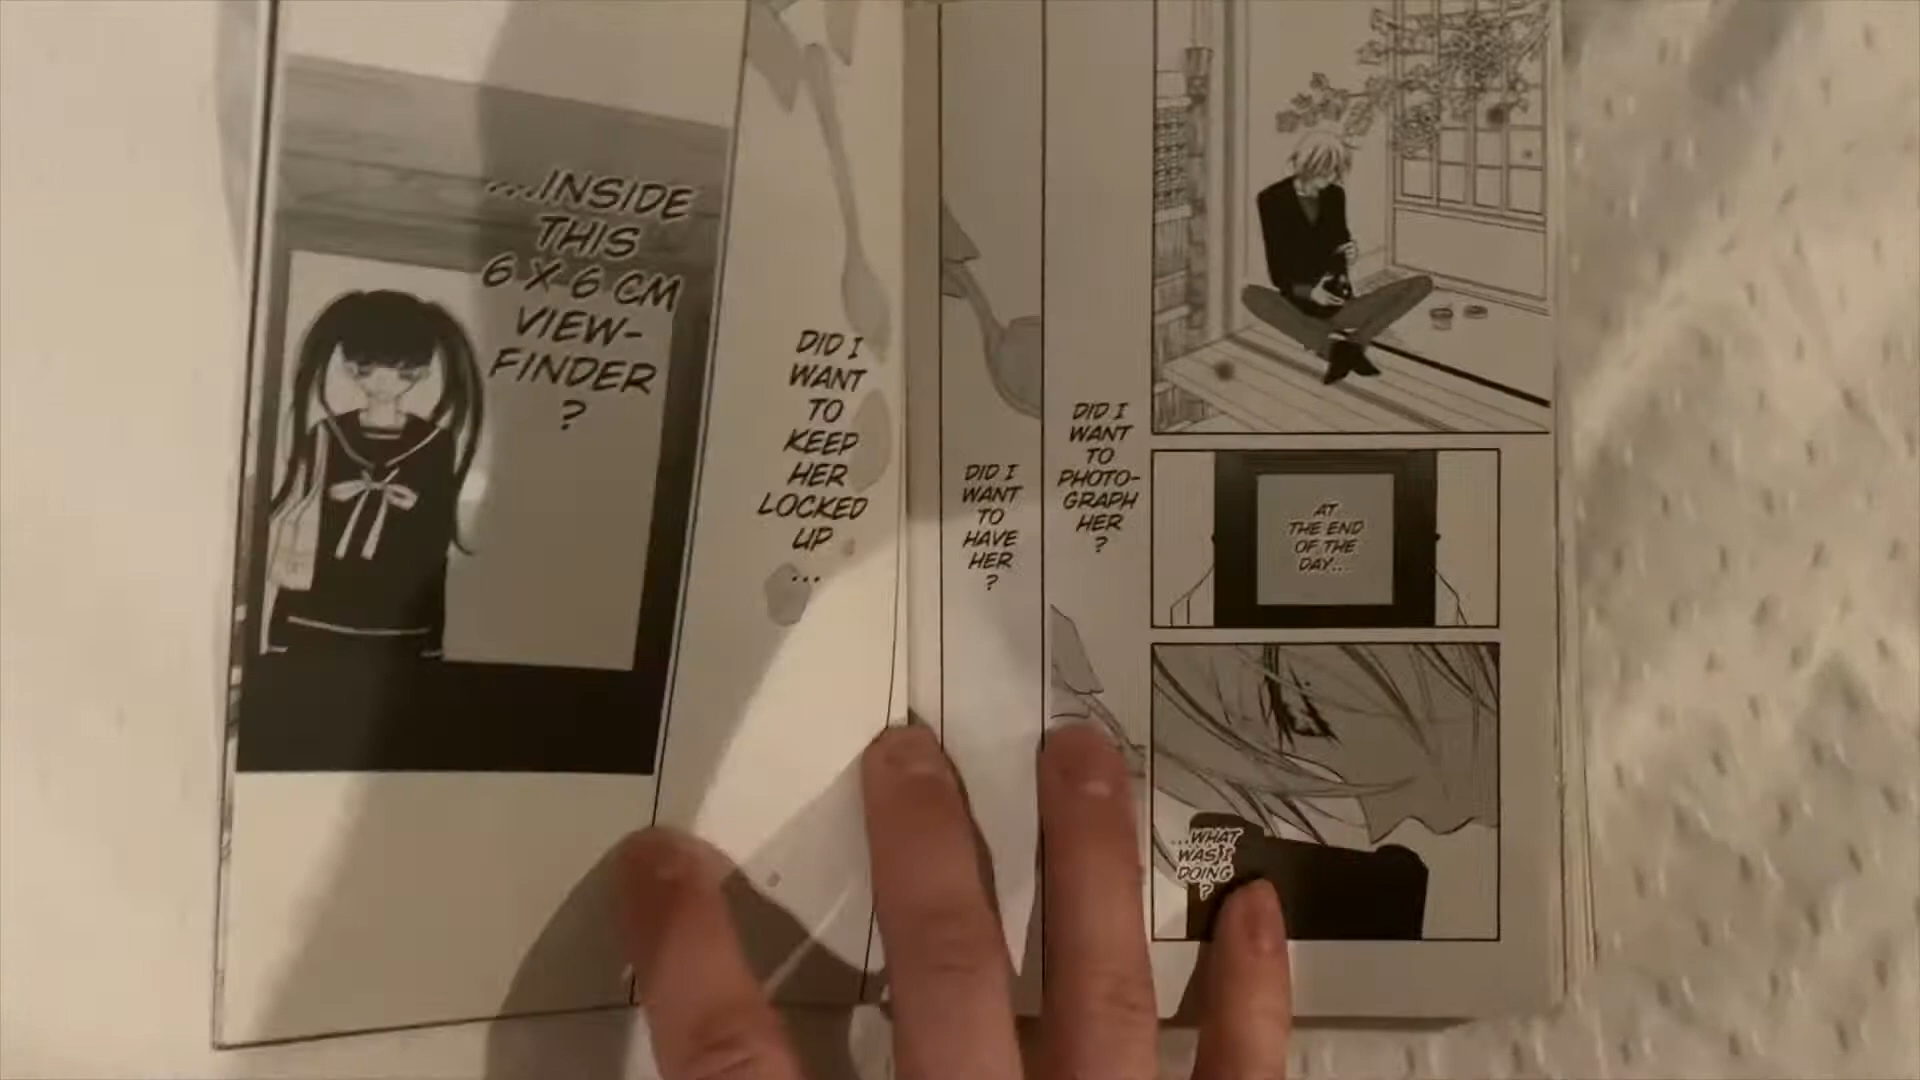 AT
THE END
OF THE
DAY...
...WHAT
WAS I
DOING
?
DID I
WANT
TO
PHOTO-
GRAPH
HER
?
DID I
WANT
TO
HAVE
HER
?
DID I
WANT
TO
KEEP
HER
LOCKED
UP
...
...INSIDE
THIS
6 X 6 CM
VIEW-
FINDER
?